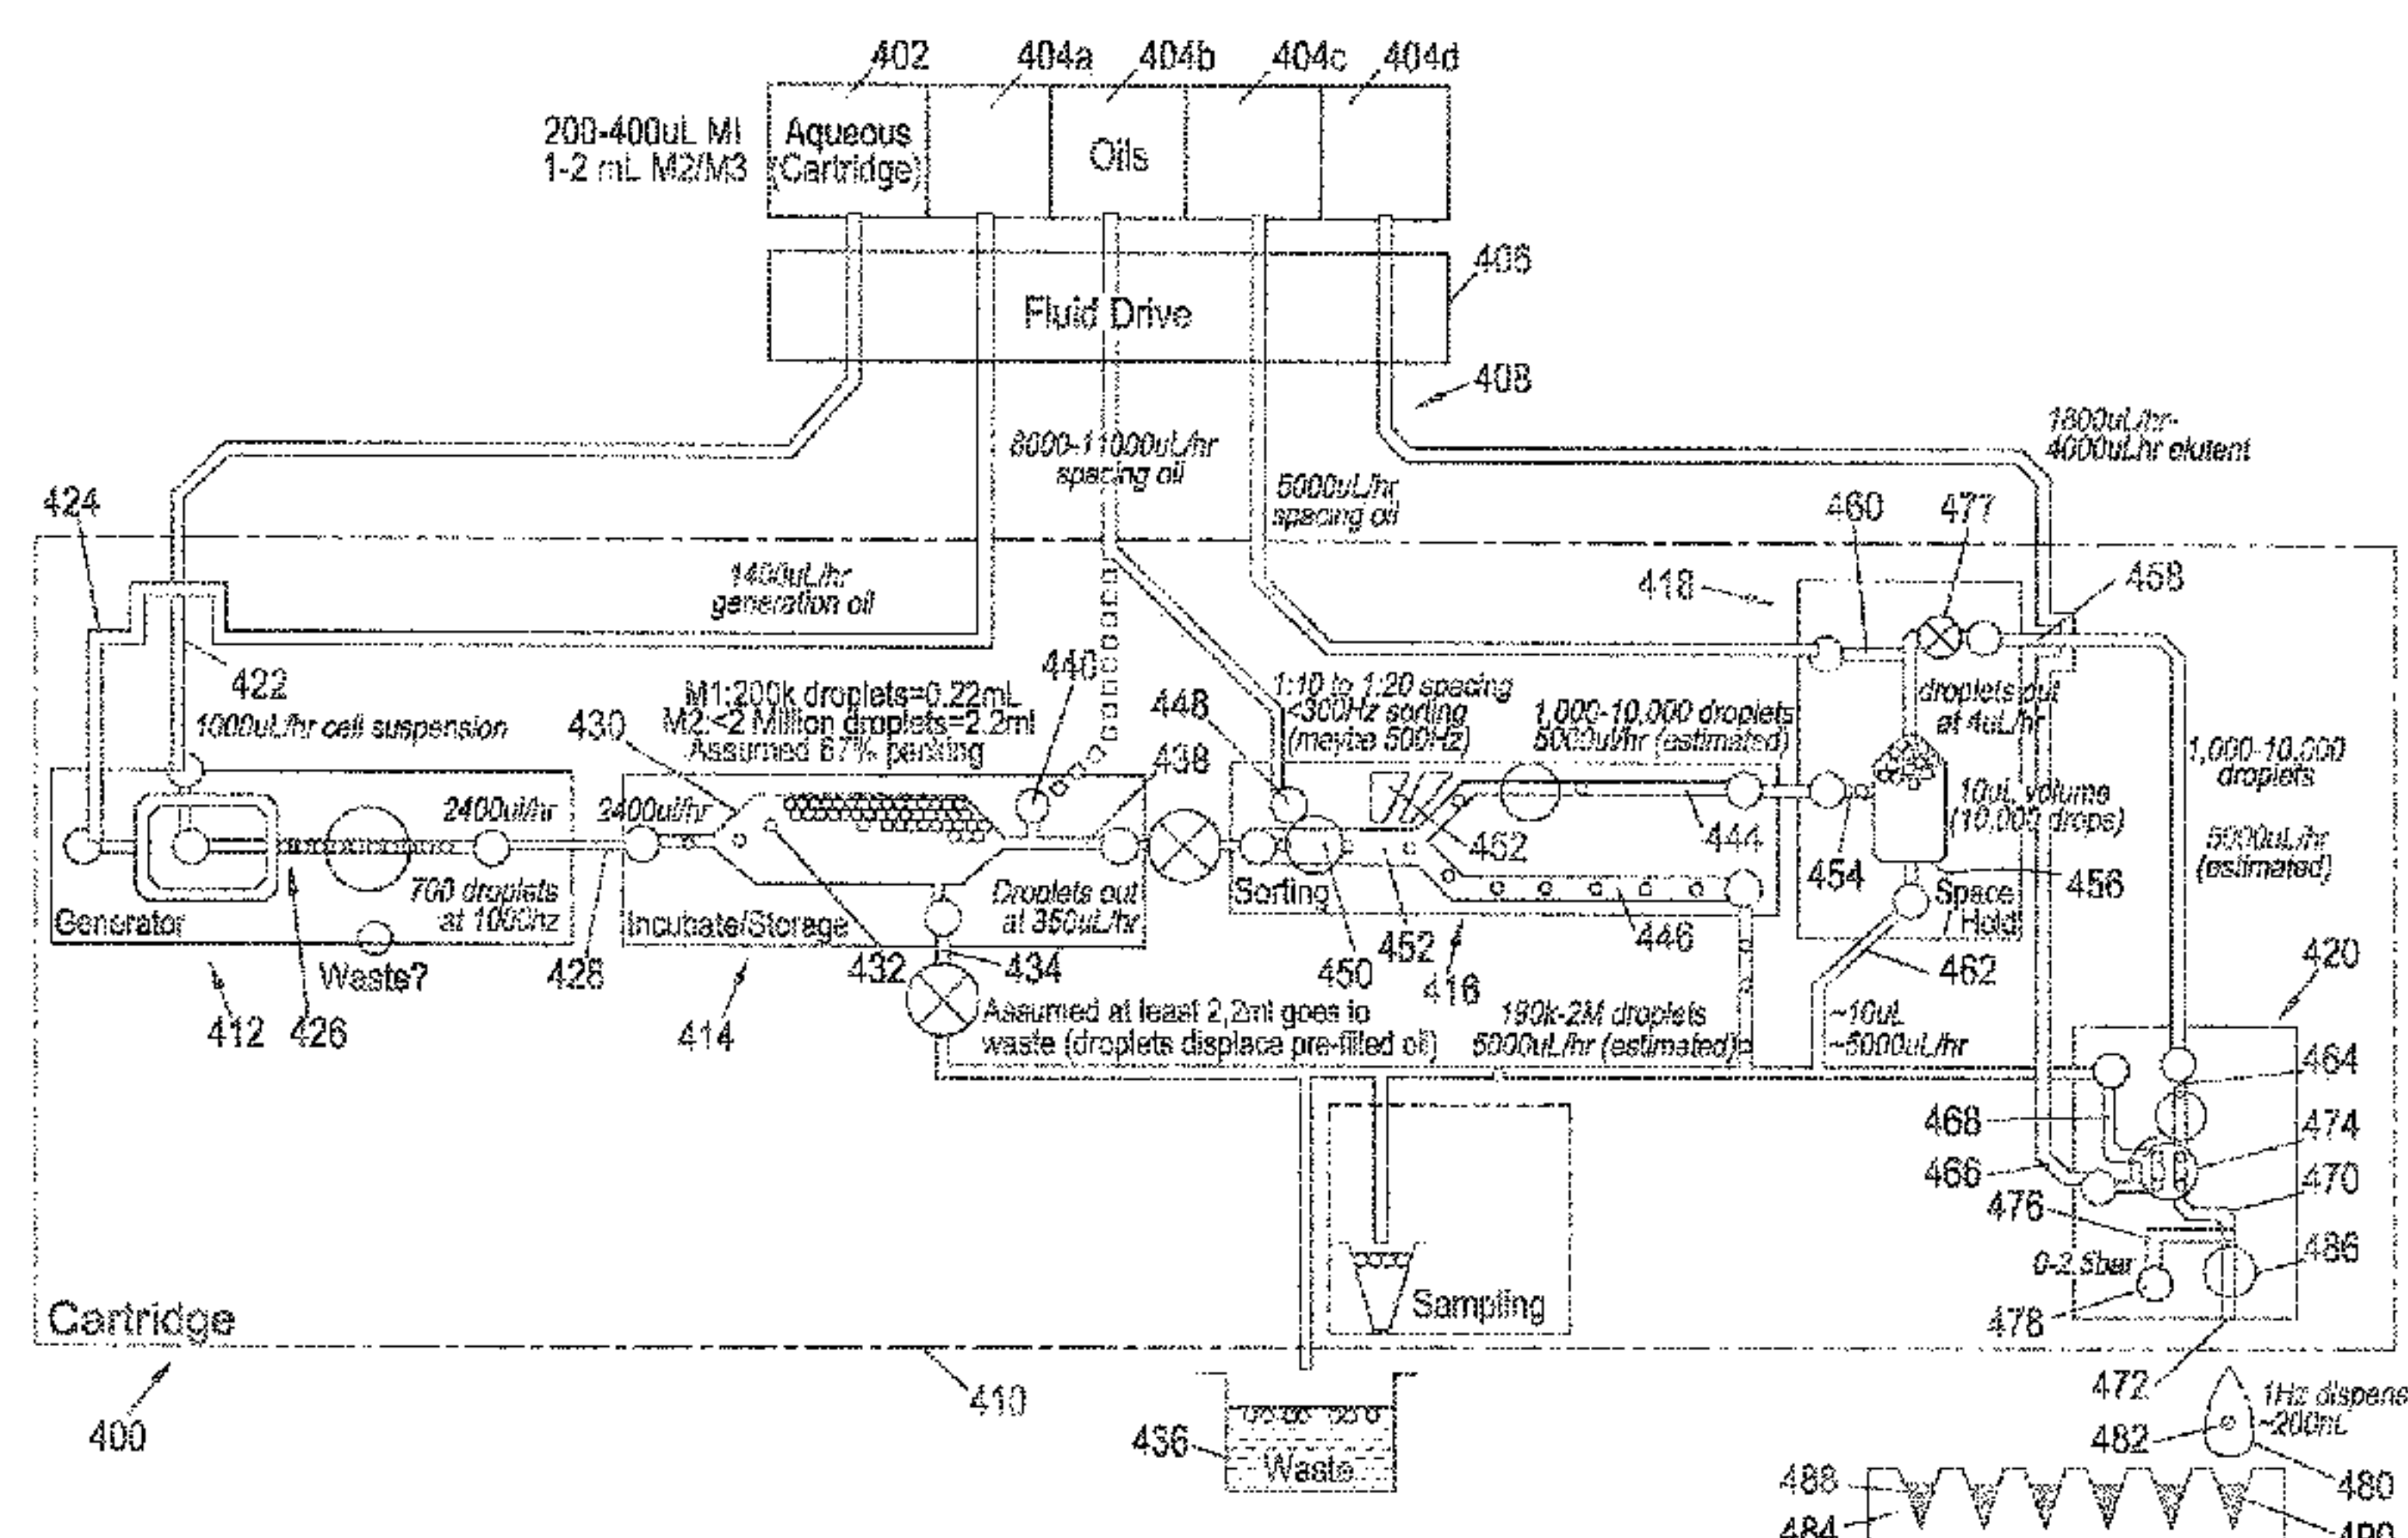 402
404a
404b
404c
404d
200-400uL MI
1-2 mL M2/M3
Aqueous
(Cartridge)
Oils
406
Fluid Drive
408
8000-11000uL/hr
spacing oil
5000uL/hr
spacing oil
1800uL/hr-
4000uL/hr elutent
424
460
477
1400uL/hr
generation oil
418
458
422
440
1000uL/hr cell suspension
M1:200k droplets=0.22mL
M2:<2 Million droplets=2.2ml
Assumed 67% packing
430
448
438
1:10 to 1:20 spacing
<300Hz sorting
(maybe 500Hz)
1,000-10,000 droplets
5000ul/hr (estimated)
droplets out
at 4uL/hr
1,000-10,000
droplets
2400ul/hr
2400ul/hr
462
444
10uL volume
(10,000 drops)
5000uL/hr
(estimated)
454
456
700 droplets
at 1000hz
Generator
Incubate/Storage
Droplets out
at 350uL/hr
Sorting
Space
/ Hold
Waste?
428
432
434
450
452
446
416
462
420
412
426
414
Assumed at least 2,2ml goes to
waste (droplets displace pre-filled oil)
190k-2M droplets
5000uL/hr (estimated)
~10uL
~5000uL/hr
464
468
474
466
470
476
486
0-2.5bar
478
Sampling
Cartridge
400
410
472
1Hz dispense
~200nL
482
436
Waste
480
488
484
490